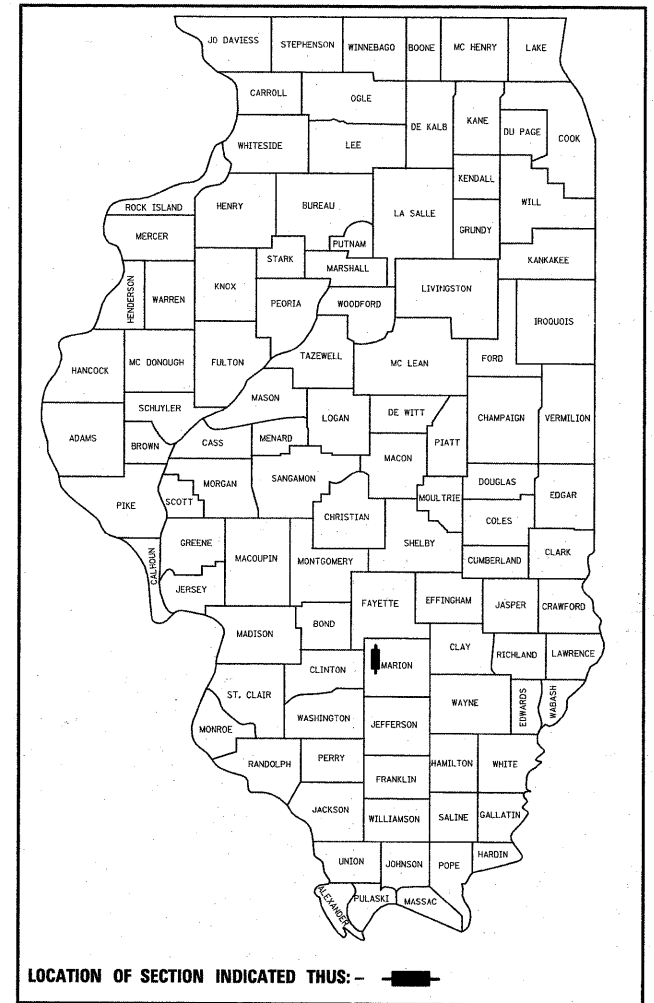 JO DAVIESS
STEPHENSON
WINNEBAGO
BOONE
MC HENRY
LAKE
CARROLL
OGLE
DE KALB
KANE
DU PAGE
COOK
WHITESIDE
LEE
KENDALL
WILL
ROCK ISLAND
HENRY
BUREAU
LA SALLE
GRUNDY
MERCER
PUTNAM
KANKAKEE
STARK
MARSHALL
HENDERSON
WARREN
KNOX
PEORIA
WOODFORD
LIVINGSTON
IROQUOIS
HANCOCK
MC DONOUGH
FULTON
TAZEWELL
MC LEAN
FORD
MASON
SCHUYLER
LOGAN
DE WITT
CHAMPAIGN
VERMILION
ADAMS
BROWN
CASS
MENARD
PIATT
MACON
PIKE
SCOTT
MORGAN
SANGAMON
MOULTRIE
DOUGLAS
EDGAR
CHRISTIAN
COLES
GREENE
CALHOUN
MACOUPIN
MONTGOMERY
SHELBY
CUMBERLAND
CLARK
JERSEY
FAYETTE
EFFINGHAM
JASPER
CRAWFORD
MADISON
BOND
CLAY
RICHLAND
LAWRENCE
CLINTON
MARION
ST. CLAIR
WAYNE
EDWARDS
WABASH
MONROE
WASHINGTON
JEFFERSON
RANDOLPH
PERRY
HAMILTON
WHITE
FRANKLIN
JACKSON
WILLIAMSON
SALINE
GALLATIN
UNION
JOHNSON
POPE
HARDIN
ALEXANDER
PULASKI
MASSAC
LOCATION OF SECTION INDICATED THUS: -